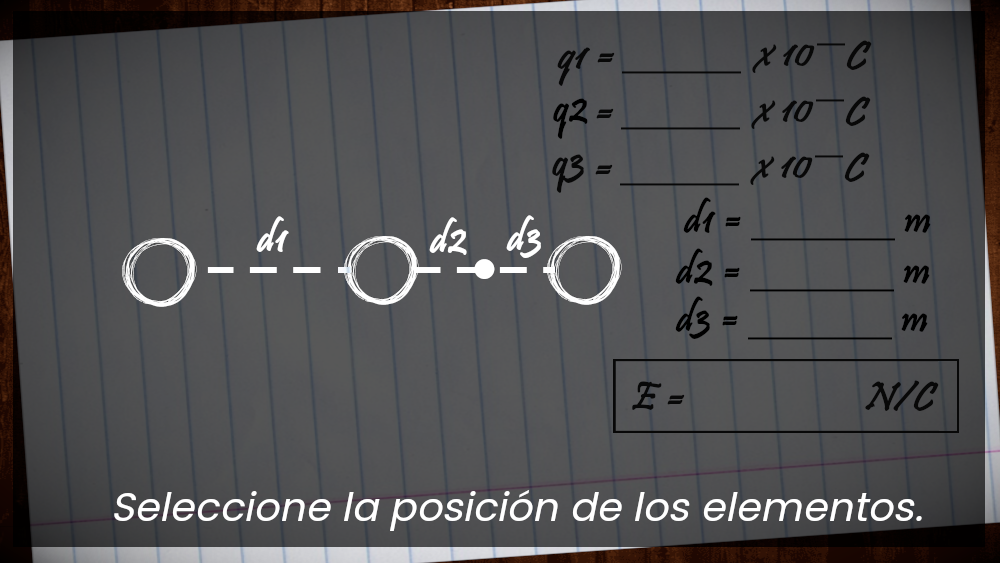 q1 = ________ x 10⁻ C
q2 = ________ x 10⁻ C
q3 = ________ x 10⁻ C
d1 = ________ m
d2 = ________ m
d3 = ________ m
d1 d2 d3
E = N/C
Seleccione la posición de los elementos.